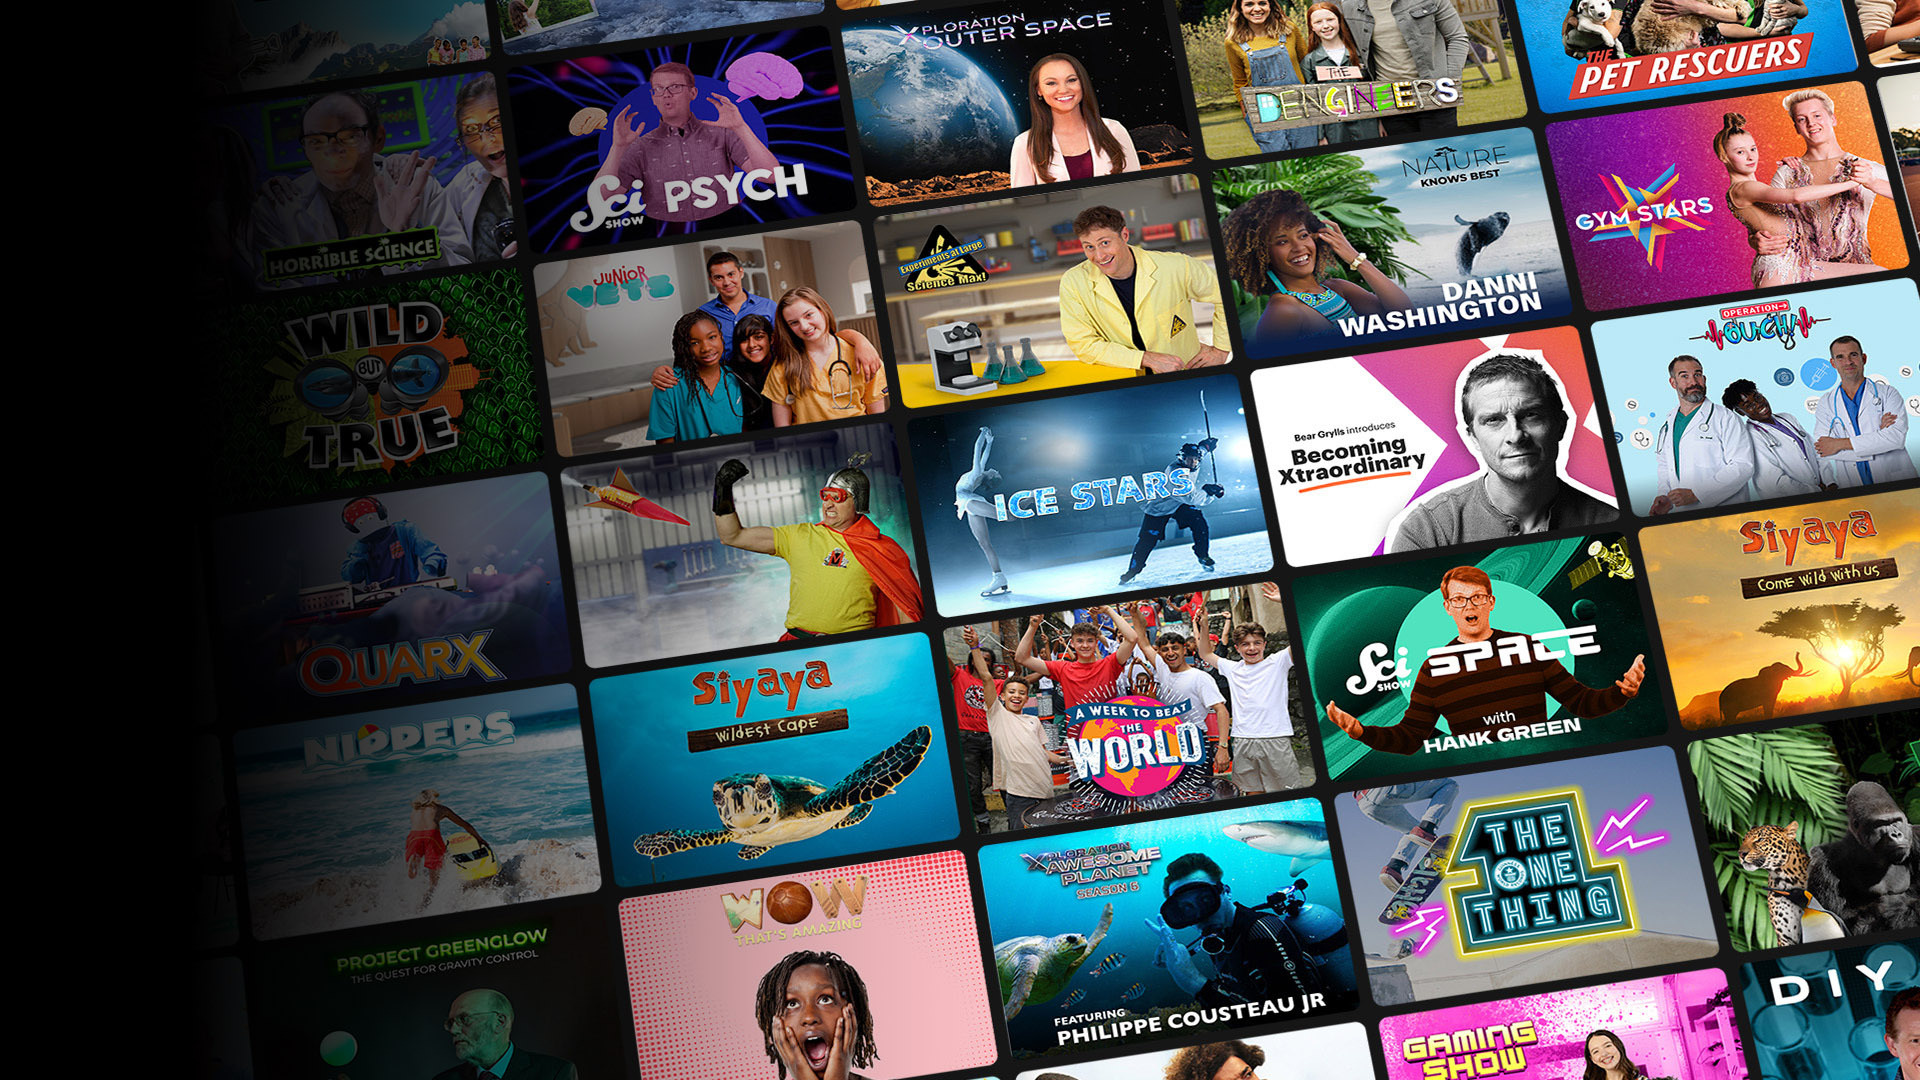 XPLORATION
OUTER SPACE
THE
DENGINEERS
THE
PET RESCUERS
HORRIBLE SCIENCE
Sci
SHOW
PSYCH
NATURE
KNOWS BEST
DANNI
WASHINGTON
GYM STARS
WILD
BUT
TRUE
JUNIOR
VETS
Experiments at Large
Science Max!
Bear Grylls introduces
Becoming
Xtraordinary
OPERATION
OUCH!
QUARX
ICE STARS
Siyaya
Come wild with us
Sci
SHOW
SPACE
with
HANK GREEN
NIPPERS
Siyaya
Wildest Cape
A WEEK TO BEAT
THE
WORLD
XPLORATION
AWESOME
PLANET
SEASON 6
FEATURING
PHILIPPE COUSTEAU JR
THE
ONE
THING
PROJECT GREENGLOW
THE QUEST FOR GRAVITY CONTROL
WOW
THAT'S AMAZING
GAMING
SHOW
DIY